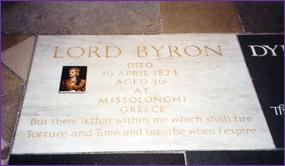 LORD BYRON
DIED
19 APRIL 1824
AGED 36
AT
MISSOLONGHI
GREECE
But there is that within me which shall tire
Torture and Time and breathe when I expire
DY